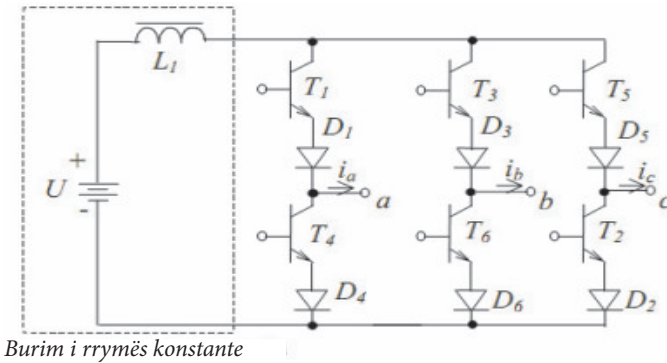 L1
T1
T3
T5
D1
D3
D5
+
U
-
ia
a
ib
b
ic
c
T4
T6
T2
D4
D6
D2
Burim i rrymës konstante